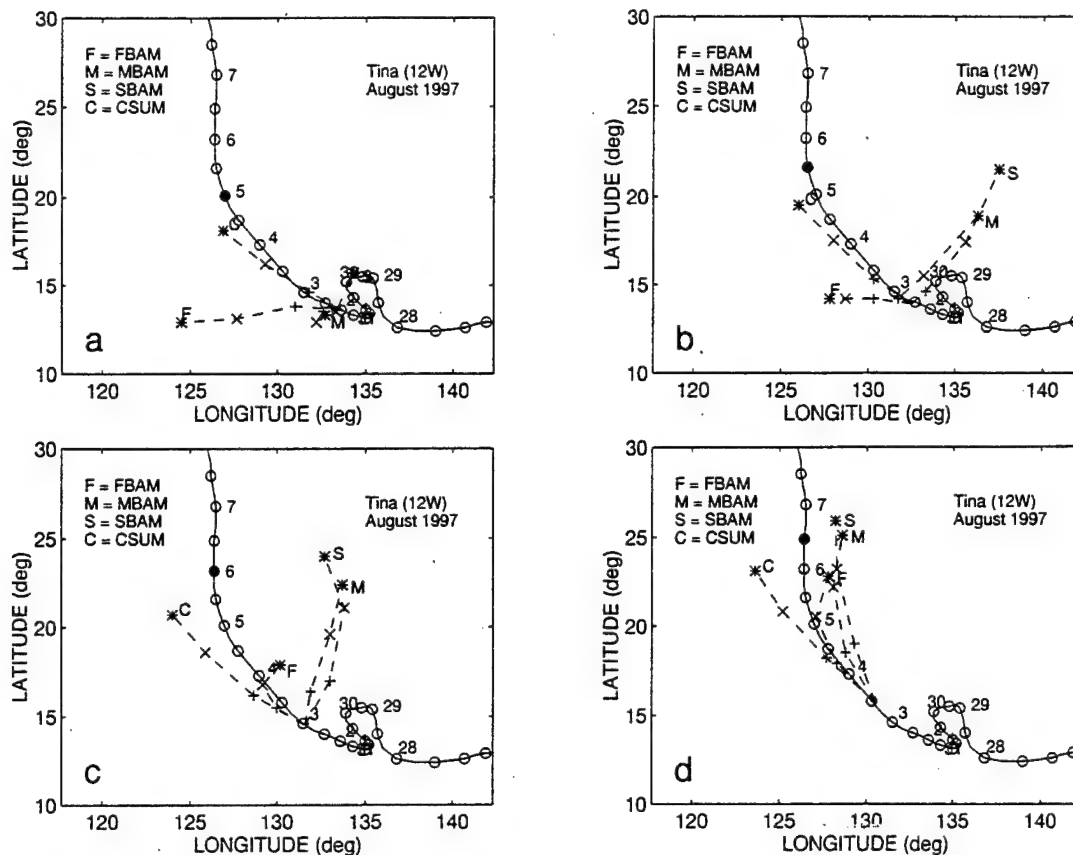 30
25
20
15
10
LATITUDE (deg)
F = FBAM
M = MBAM
S = SBAM
C = CSUM
Tina (12W)
August 1997
7
6
5
4
3
2
30
29
28
F
M
a
120 125 130 135 140
LONGITUDE (deg)
30
25
20
15
10
LATITUDE (deg)
F = FBAM
M = MBAM
S = SBAM
C = CSUM
Tina (12W)
August 1997
7
6
5
4
3
2
30
29
28
S
M
F
b
120 125 130 135 140
LONGITUDE (deg)
30
25
20
15
10
LATITUDE (deg)
F = FBAM
M = MBAM
S = SBAM
C = CSUM
Tina (12W)
August 1997
7
6
5
4
3
2
30
29
28
S
M
C
F
c
120 125 130 135 140
LONGITUDE (deg)
30
25
20
15
10
LATITUDE (deg)
F = FBAM
M = MBAM
S = SBAM
C = CSUM
Tina (12W)
August 1997
7
6
5
4
3
2
30
29
28
S
M
C
F
d
120 125 130 135 140
LONGITUDE (deg)